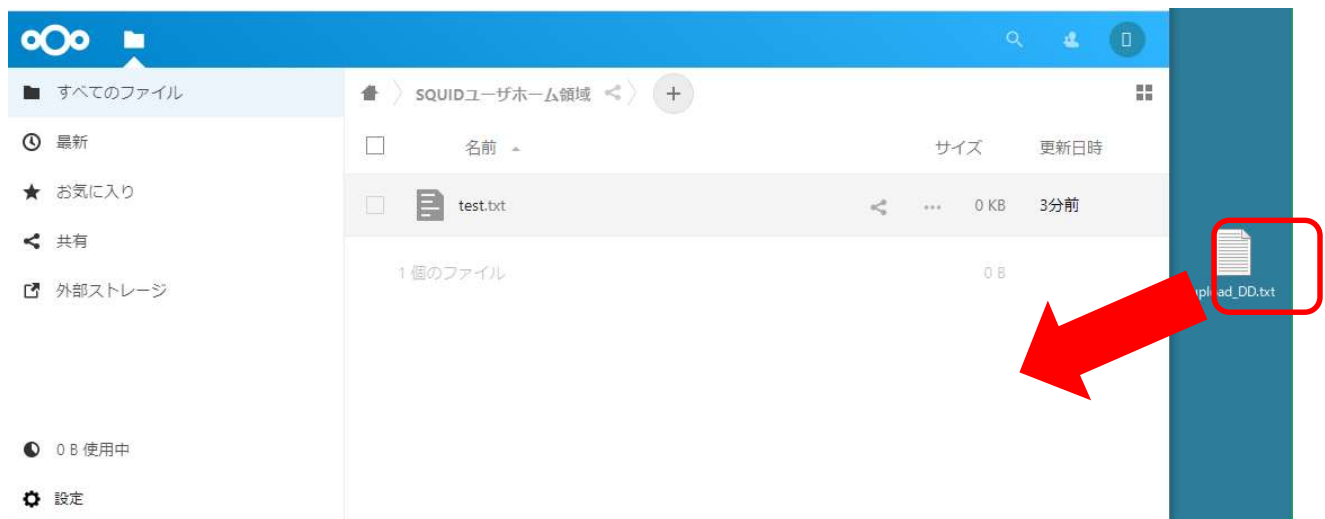 すべてのファイル
最新
お気に入り
共有
外部ストレージ
0 B 使用中
設定
SQUIDユーザホーム領域
+
名前
サイズ
更新日時
test.txt
...
0 KB
3分前
1 個のファイル
0 B
upload_DD.txt